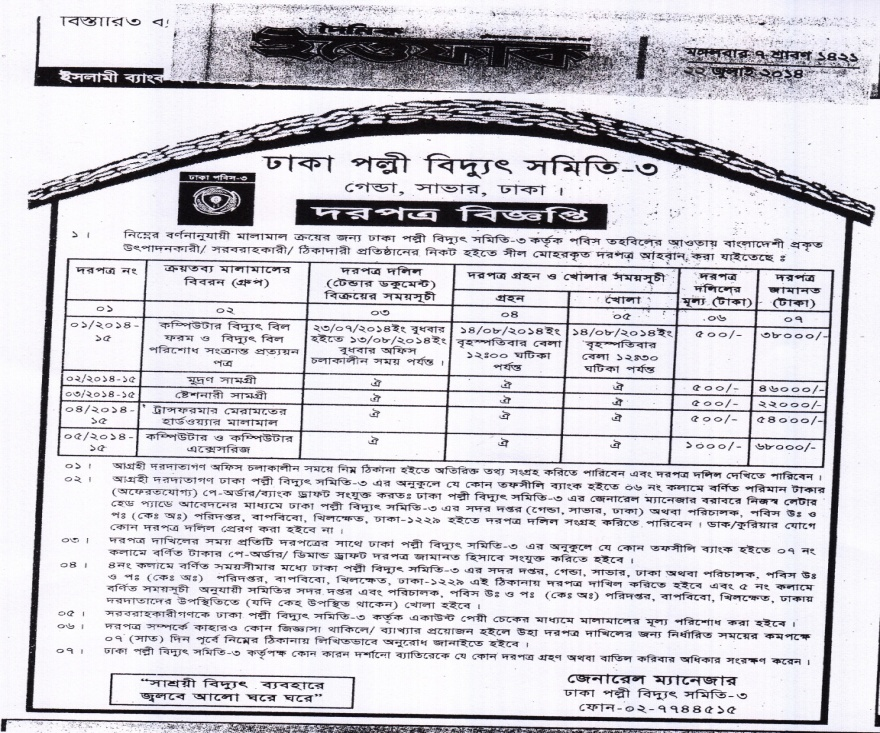 বিস্তারিত ব
দৈনিক
ইত্তেফাক
মঙ্গলবার ৭ শ্রাবণ ১৪২১
২২ জুলাই ২০১৪
ইসলামী ব্যাংক
ঢাকা পবিস-৩
ঢাকা পল্লী বিদ্যুৎ সমিতি-৩
গেন্ডা, সাভার, ঢাকা ।
দরপত্র বিজ্ঞপ্তি
১। নিম্নের বর্ণনানুযায়ী মালামাল ক্রয়ের জন্য ঢাকা পল্লী বিদ্যুৎ সমিতি-৩ কর্তৃক পবিস তহবিলের আওতায় বাংলাদেশী প্রকৃত
উৎপাদনকারী/ সরবরাহকারী/ ঠিকাদারী প্রতিষ্ঠানের নিকট হইতে সীল মোহরকৃত দরপত্র আহবান করা যাইতেছে ঃ
দরপত্র নং ক্রয়তব্য মালামালের বিবরন (গ্রুপ) দরপত্র দলিল (টেন্ডার ডকুমেন্ট) বিক্রয়ের সময়সূচী দরপত্র গ্রহন ও খোলার সময়সূচী দরপত্র দলিলের মূল্য (টাকা) দরপত্র জামানত (টাকা)
গ্রহন খোলা
০১ ০২ ০৩ ০৪ ০৫ ০৬ ০৭
০১/২০১৪-১৫ কম্পিউটার বিদ্যুৎ বিল ফরম ও বিদ্যুৎ বিল পরিশোধ সংক্রান্ত প্রত্যায়ন পত্র ২৩/০৭/২০১৪ইং বুধবার হইতে ১৩/০৮/২০১৪ইং বুধবার অফিস চলাকালীন সময় পর্যন্ত । ১৪/০৮/২০১৪ইং বৃহস্পতিবার বেলা ১২ঃ০০ ঘটিকা পর্যন্ত ১৪/০৮/২০১৪ইং বৃহস্পতিবার বেলা ১২ঃ৩০ ঘটিকা পর্যন্ত ৫০০/- ৩৮০০০/-
০২/২০১৪-১৫ মুদ্রণ সামগ্রী ঐ ঐ ঐ ৫০০/- ৪৬০০০/-
০৩/২০১৪-১৫ ষ্টেশনারী সামগ্রী ঐ ঐ ঐ ৫০০/- ২২০০০/-
০৪/২০১৪-১৫ ট্রান্সফরমার মেরামতের হার্ডওয়্যার মালামাল ঐ ঐ ঐ ৫০০/- ৫৪০০০/-
০৫/২০১৪-১৫ কম্পিউটার ও কম্পিউটার এক্সেসরিজ ঐ ঐ ঐ ১০০০/- ৬৮০০০/-
০১। আগ্রহী দরদাতাগণ অফিস চলাকালীন সময়ে নিম্ন ঠিকানা হইতে অতিরিক্ত তথ্য সংগ্রহ করিতে পারিবেন এবং দরপত্র দলিল দেখিতে পারিবেন ।
০২। আগ্রহী দরদাতাগণ ঢাকা পল্লী বিদ্যুৎ সমিতি-৩ এর অনুকুলে যে কোন তফসীলি ব্যাংক হইতে ০৬ নং কলামে বর্ণিত পরিমান টাকার
(অফেরতযোগ্য) পে-অর্ডার/ব্যাংক ড্রাফট সংযুক্ত করতঃ ঢাকা পল্লী বিদ্যুৎ সমিতি-৩ এর জেনারেল ম্যানেজার বরাবরে নিজস্ব লেটার
হেড প্যাডে আবেদনের মাধ্যমে ঢাকা পল্লী বিদ্যুৎ সমিতি-৩ এর সদর দপ্তর (গেন্ডা, সাভার, ঢাকা) অথবা পরিচালক, পবিস উঃ ও
পঃ (কেঃ অঃ) পরিদপ্তর, বাপবিবো, খিলক্ষেত, ঢাকা-১২২৯ হইতে দরপত্র দলিল সংগ্রহ করিতে পারিবেন । ডাক/কুরিয়ার যোগে
কোন দরপত্র দলিল প্রেরণ করা হইবে না ।
০৩। দরপত্র দাখিলের সময় প্রতিটি দরপত্রের সাথে ঢাকা পল্লী বিদ্যুৎ সমিতি-৩ এর অনুকুলে যে কোন তফসীলি ব্যাংক হইতে ০৭ নং
কলামে বর্ণিত টাকার পে-অর্ডার/ ডিমান্ড ড্রাফট দরপত্র জামানত হিসাবে সংযুক্ত করিতে হইবে ।
০৪। ৪নং কলামে বর্ণিত সময়সীমার মধ্যে ঢাকা পল্লী বিদ্যুৎ সমিতি-৩ এর সদর দপ্তর, গেন্ডা, সাভার, ঢাকা অথবা পরিচালক, পবিস উঃ
ও পঃ (কেঃ অঃ) পরিদপ্তর, বাপবিবো, খিলক্ষেত, ঢাকা-১২২৯ এই ঠিকানায় দরপত্র দাখিল করিতে হইবে এবং ৫ নং কলামে
বর্ণিত সময়সূচী অনুযায়ী সমিতির সদর দপ্তর এবং পরিচালক, পবিস উঃ ও পঃ (কেঃ অঃ) পরিদপ্তর, বাপবিবো, খিলক্ষেত, ঢাকায়
দরদাতাদের উপস্থিতিতে (যদি কেহ উপস্থিত থাকেন) খোলা হইবে ।
০৫। সরবরাহকারীগণকে ঢাকা পল্লী বিদ্যুৎ সমিতি-৩ কর্তৃক একাউন্ট পেয়ী চেকের মাধ্যমে মালামালের মূল্য পরিশোধ করা হইবে ।
০৬। দরপত্র সম্পর্কে কাহারও কোন জিজ্ঞাসা থাকিলে/ ব্যাখ্যার প্রয়োজন হইলে উহা দরপত্র দাখিলের জন্য নির্ধারিত সময়ের কমপক্ষে
০৭ (সাত) দিন পূর্বে নিম্নের ঠিকানায় লিখিতভাবে অনুরোধ জানাইতে হইবে ।
০৭। ঢাকা পল্লী বিদ্যুৎ সমিতি-৩ কর্তৃপক্ষ কোন কারন দর্শানো ব্যাতিরেকে যে কোন দরপত্র গ্রহণ অথবা বাতিল করিবার অধিকার সংরক্ষণ করেন ।
“সাশ্রয়ী বিদ্যুৎ ব্যবহারে
জ্বলবে আলো ঘরে ঘরে”
জেনারেল ম্যানেজার
ঢাকা পল্লী বিদ্যুৎ সমিতি-৩
ফোন-০২-৭৭৪৪৫১৫